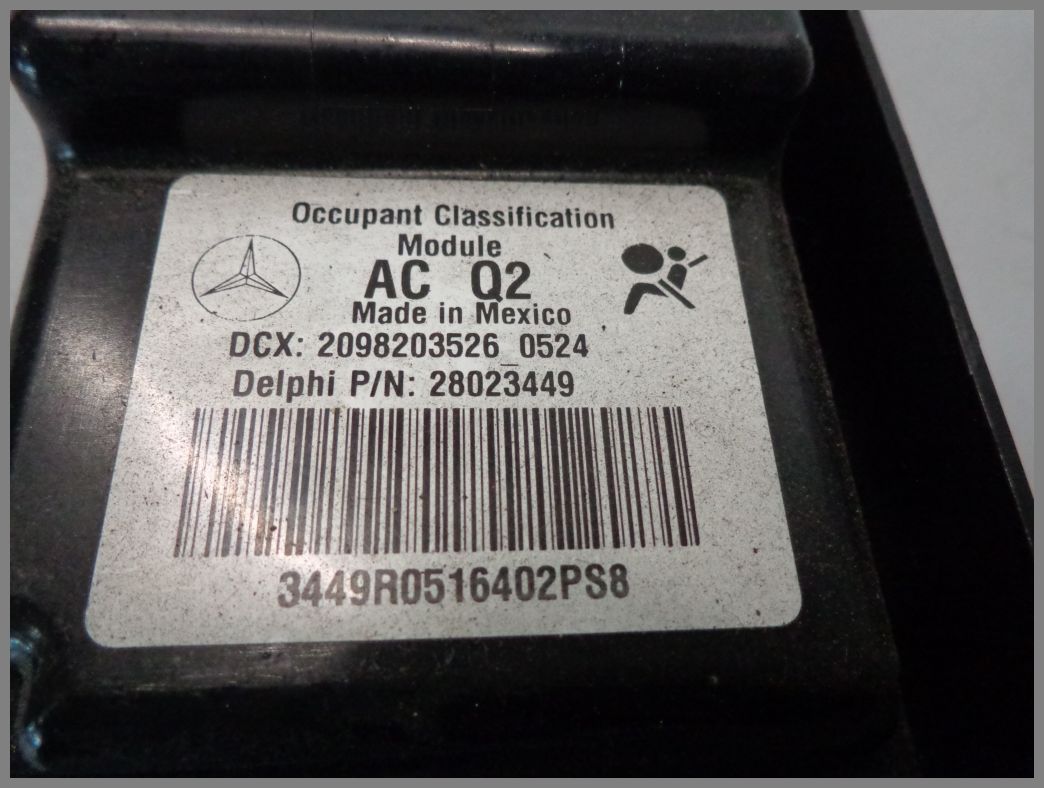 Occupant Classification
Module
AC Q2
Made in Mexico
DCX: 2098203526_0524
Delphi P/N: 28023449
3449R0516402PS8